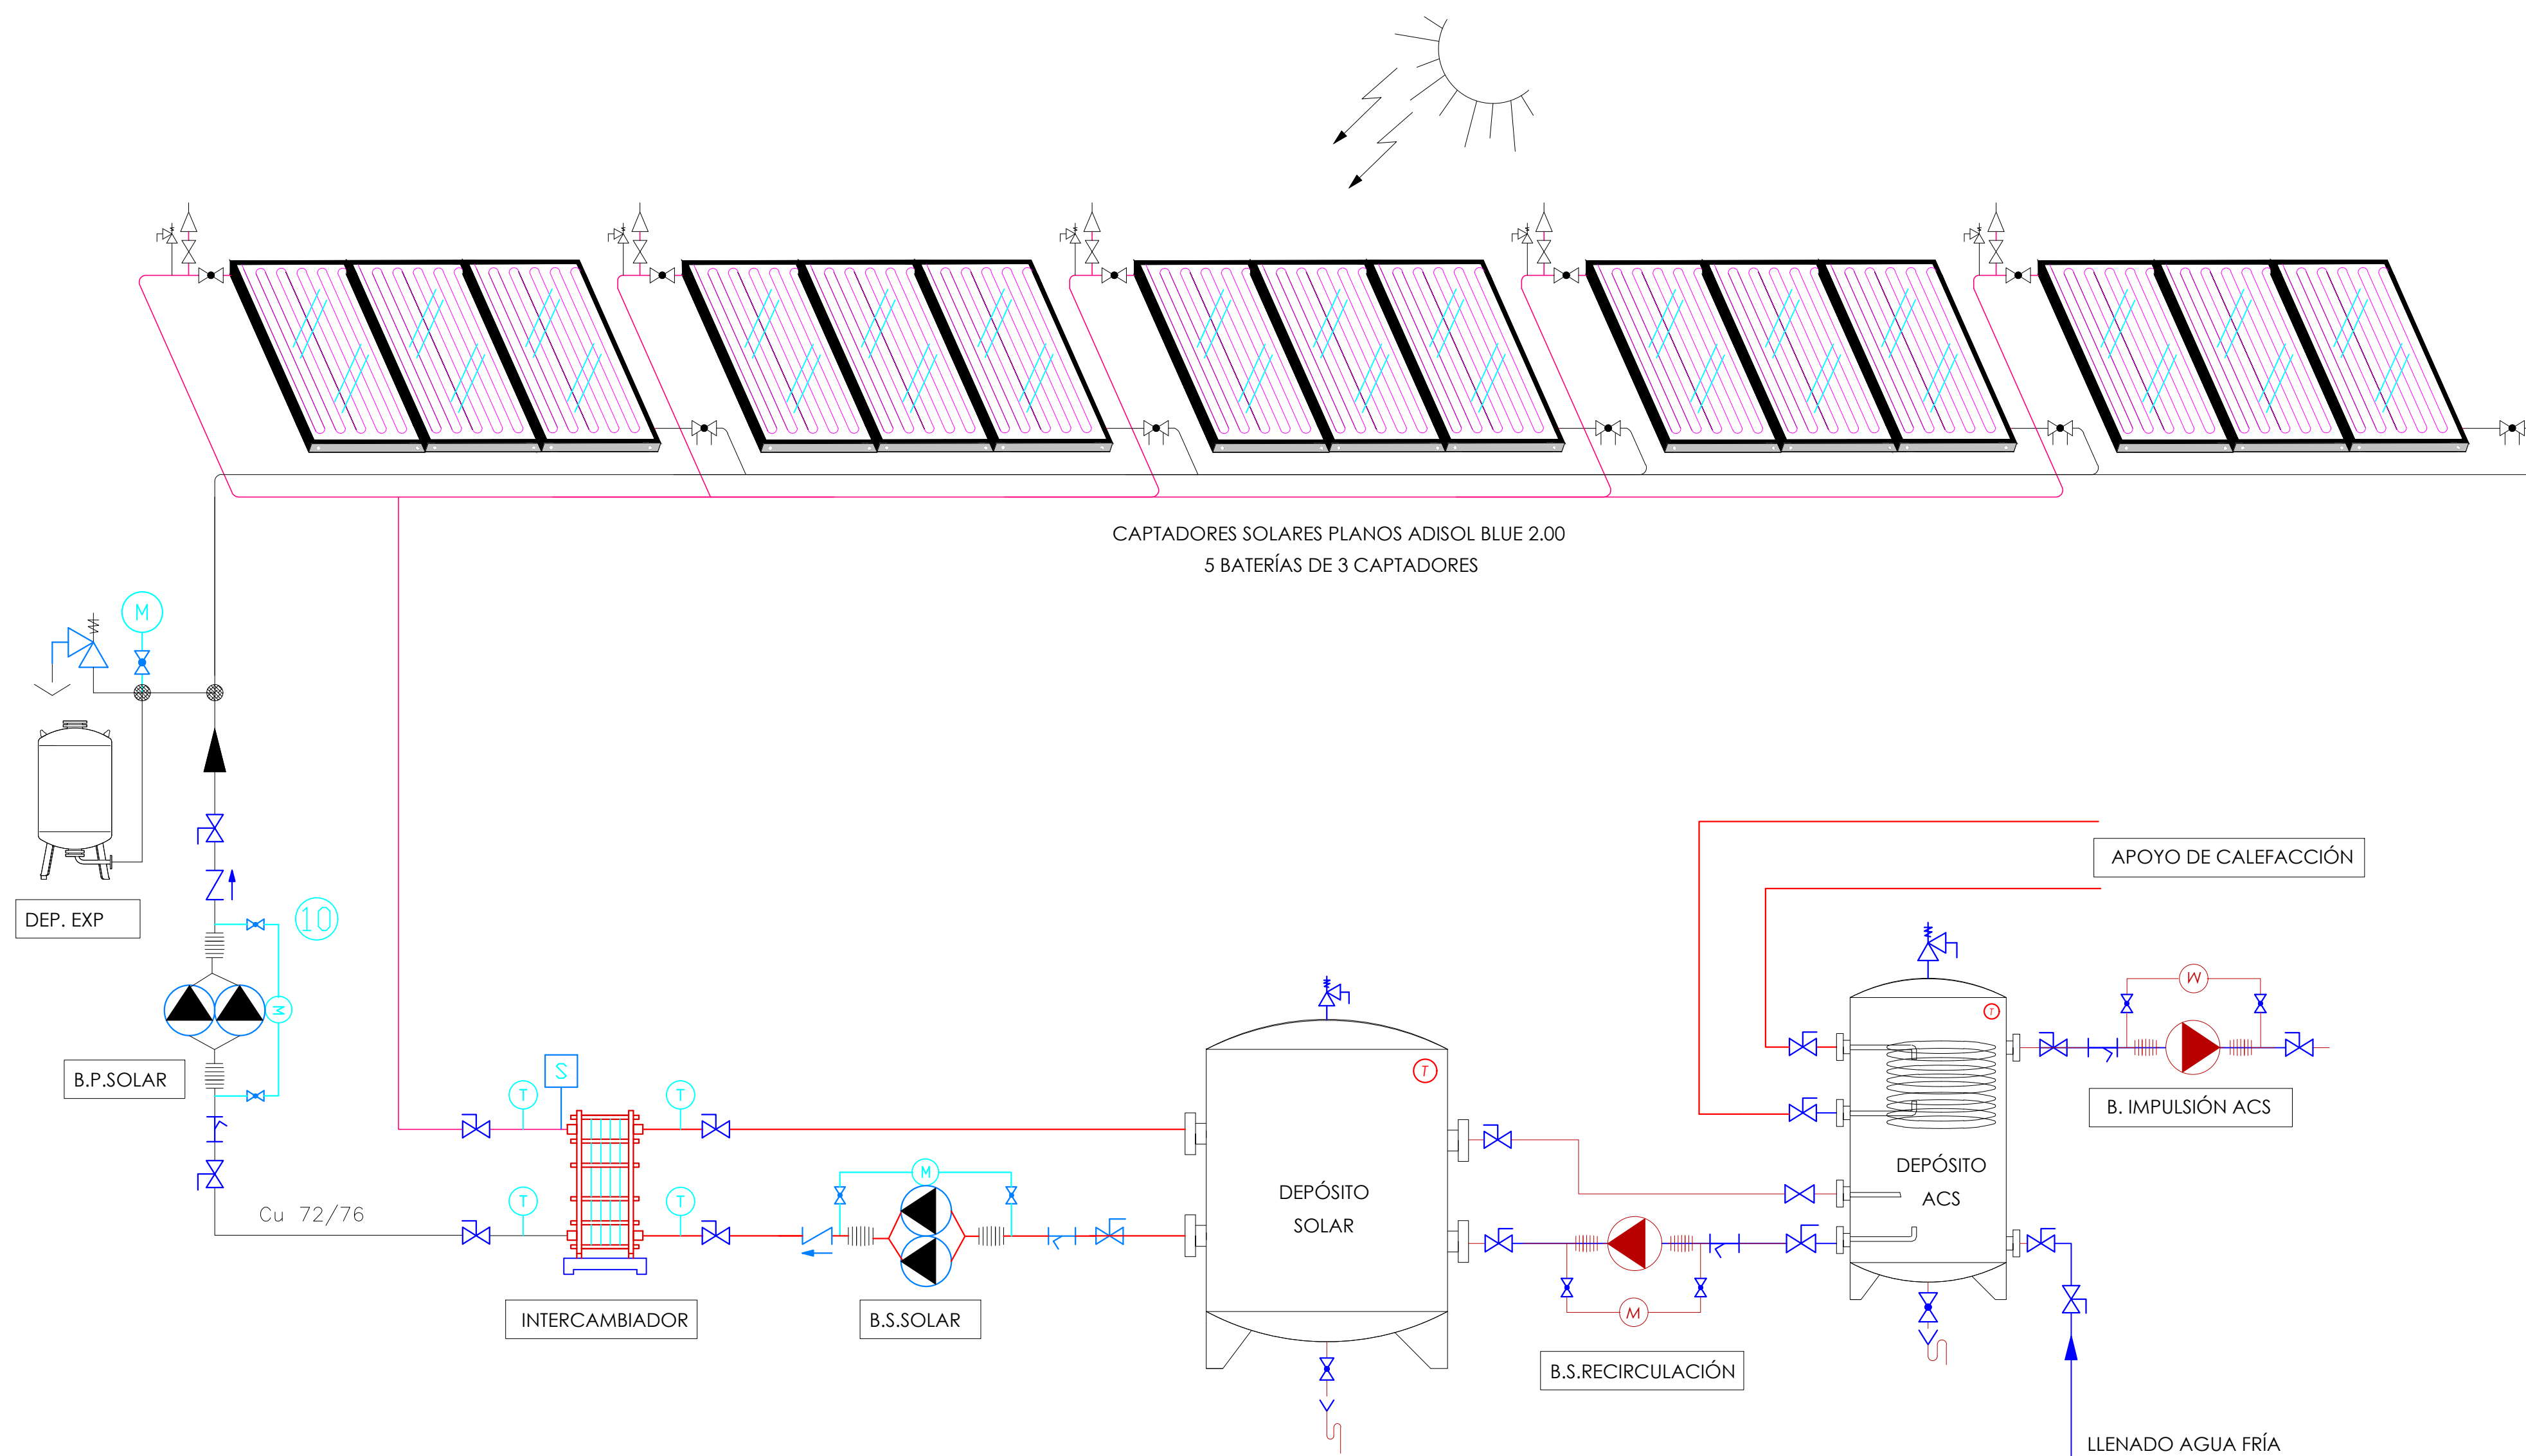 CAPTADORES SOLARES PLANOS ADISOL BLUE 2.00
5 BATERÍAS DE 3 CAPTADORES
M
DEP. EXP
10
M
B.P.SOLAR
Cu 72/76
S
T
T
T
T
INTERCAMBIADOR
M
B.S.SOLAR
T
DEPÓSITO
SOLAR
M
B.S.RECIRCULACIÓN
APOYO DE CALEFACCIÓN
T
DEPÓSITO
ACS
M
B. IMPULSIÓN ACS
LLENADO AGUA FRÍA